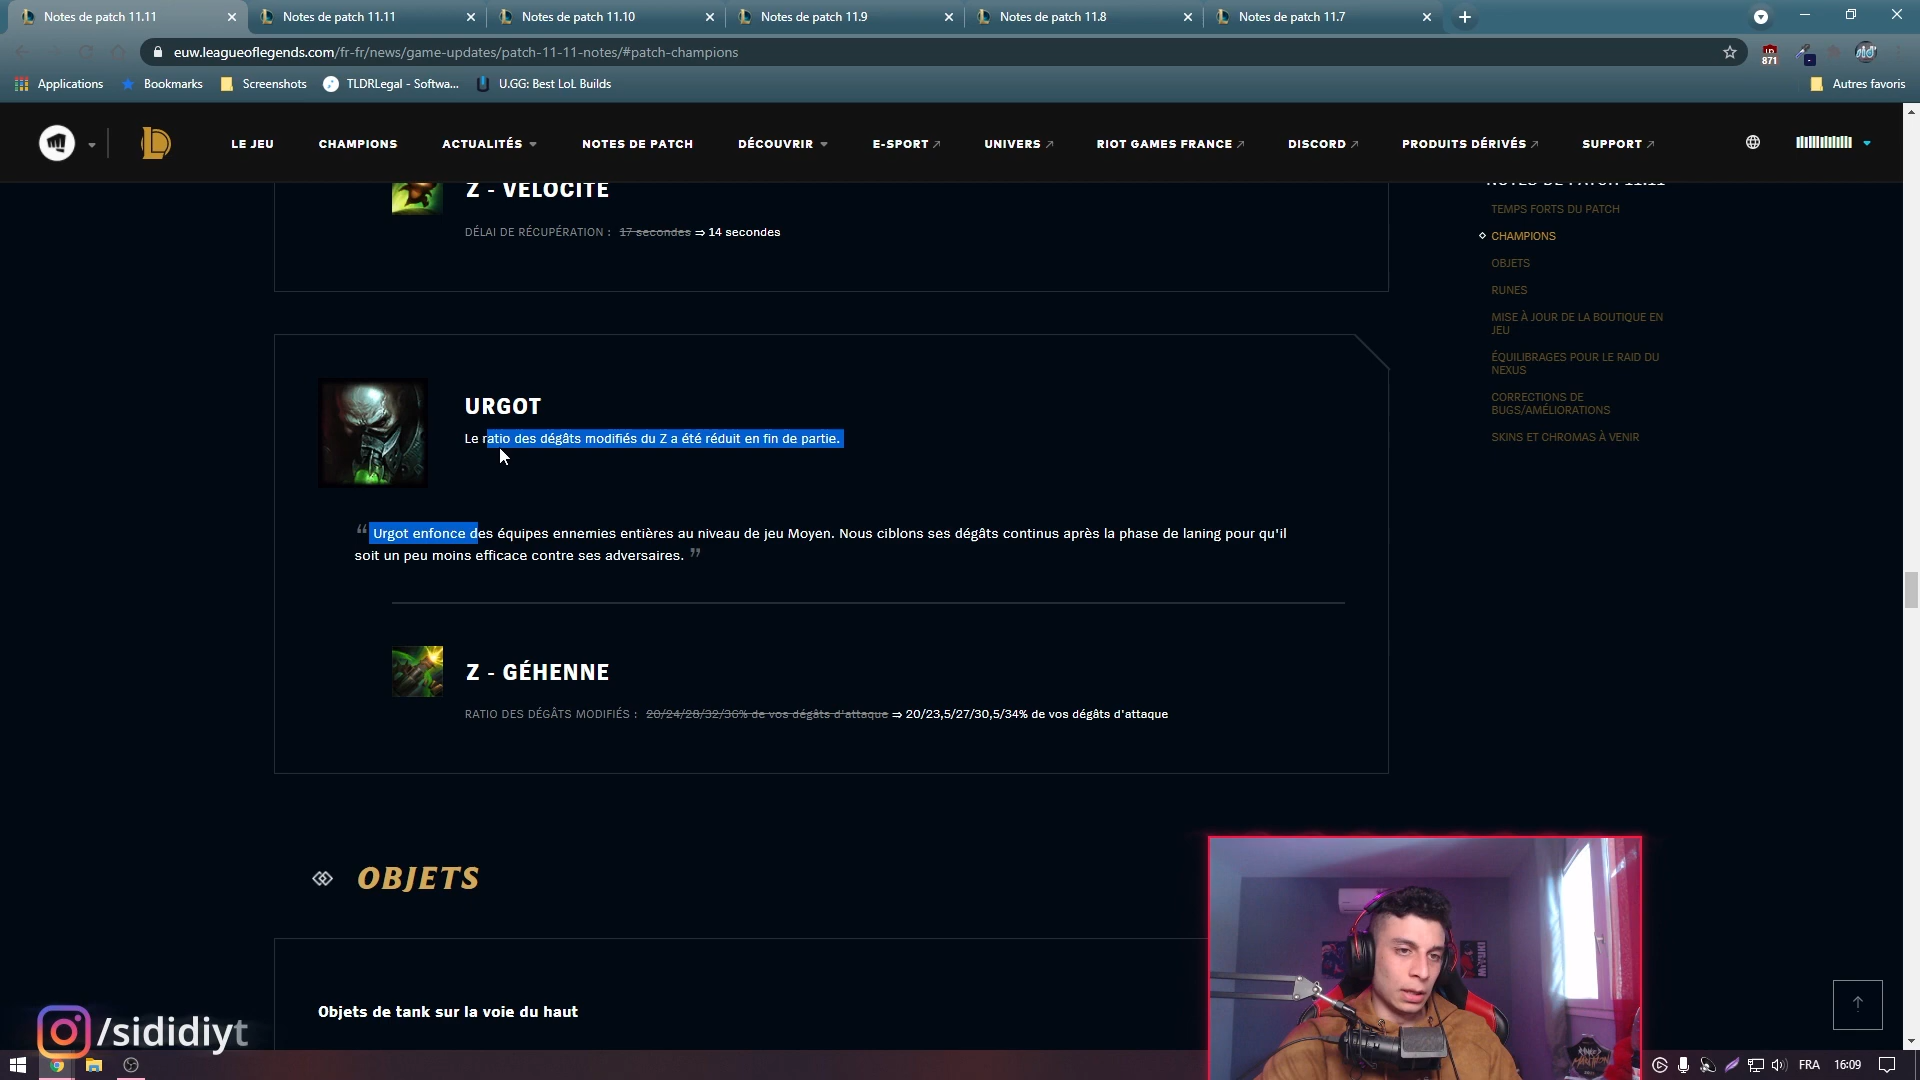 Notes de patch 11.11
Notes de patch 11.11
Notes de patch 11.10
Notes de patch 11.9
Notes de patch 11.8
Notes de patch 11.7
euw.leagueoflegends.com/fr-fr/news/game-updates/patch-11-11-notes/#patch-champions
871
Applications
Bookmarks
Screenshots
TLDRLegal - Softwa...
U.GG: Best LoL Builds
Autres favoris
LE JEU
CHAMPIONS
ACTUALITÉS
NOTES DE PATCH
DÉCOUVRIR
E-SPORT
UNIVERS
RIOT GAMES FRANCE
DISCORD
PRODUITS DÉRIVÉS
SUPPORT
Z - VÉLOCITÉ
DÉLAI DE RÉCUPÉRATION : 17 secondes ⇒ 14 secondes
NOTES DE PATCH 11.11
TEMPS FORTS DU PATCH
CHAMPIONS
OBJETS
RUNES
MISE À JOUR DE LA BOUTIQUE EN
JEU
ÉQUILIBRAGES POUR LE RAID DU
NEXUS
CORRECTIONS DE
BUGS/AMÉLIORATIONS
SKINS ET CHROMAS À VENIR
URGOT
Le ratio des dégâts modifiés du Z a été réduit en fin de partie.
“ Urgot enfonce des équipes ennemies entières au niveau de jeu Moyen. Nous ciblons ses dégâts continus après la phase de laning pour qu'il
soit un peu moins efficace contre ses adversaires. ”
Z - GÉHENNE
RATIO DES DÉGÂTS MODIFIÉS : 20/24/28/32/36% de vos dégâts d'attaque ⇒ 20/23,5/27/30,5/34% de vos dégâts d'attaque
OBJETS
Objets de tank sur la voie du haut
/sididiyt
FRA
16:09